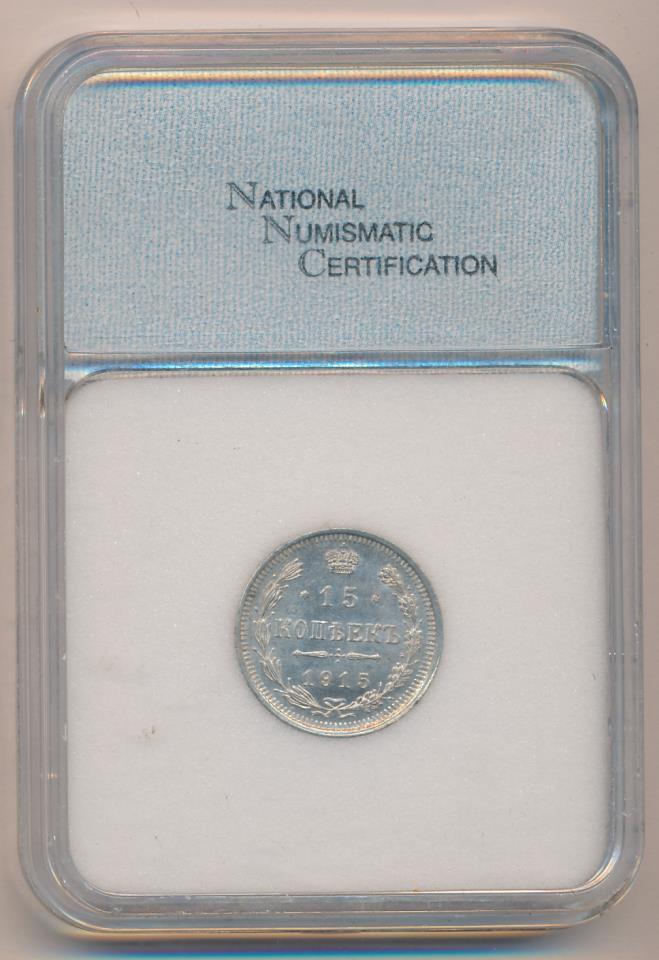 NATIONAL
NUMISMATIC
CERTIFICATION
15
КОПѢЕКЪ
1915